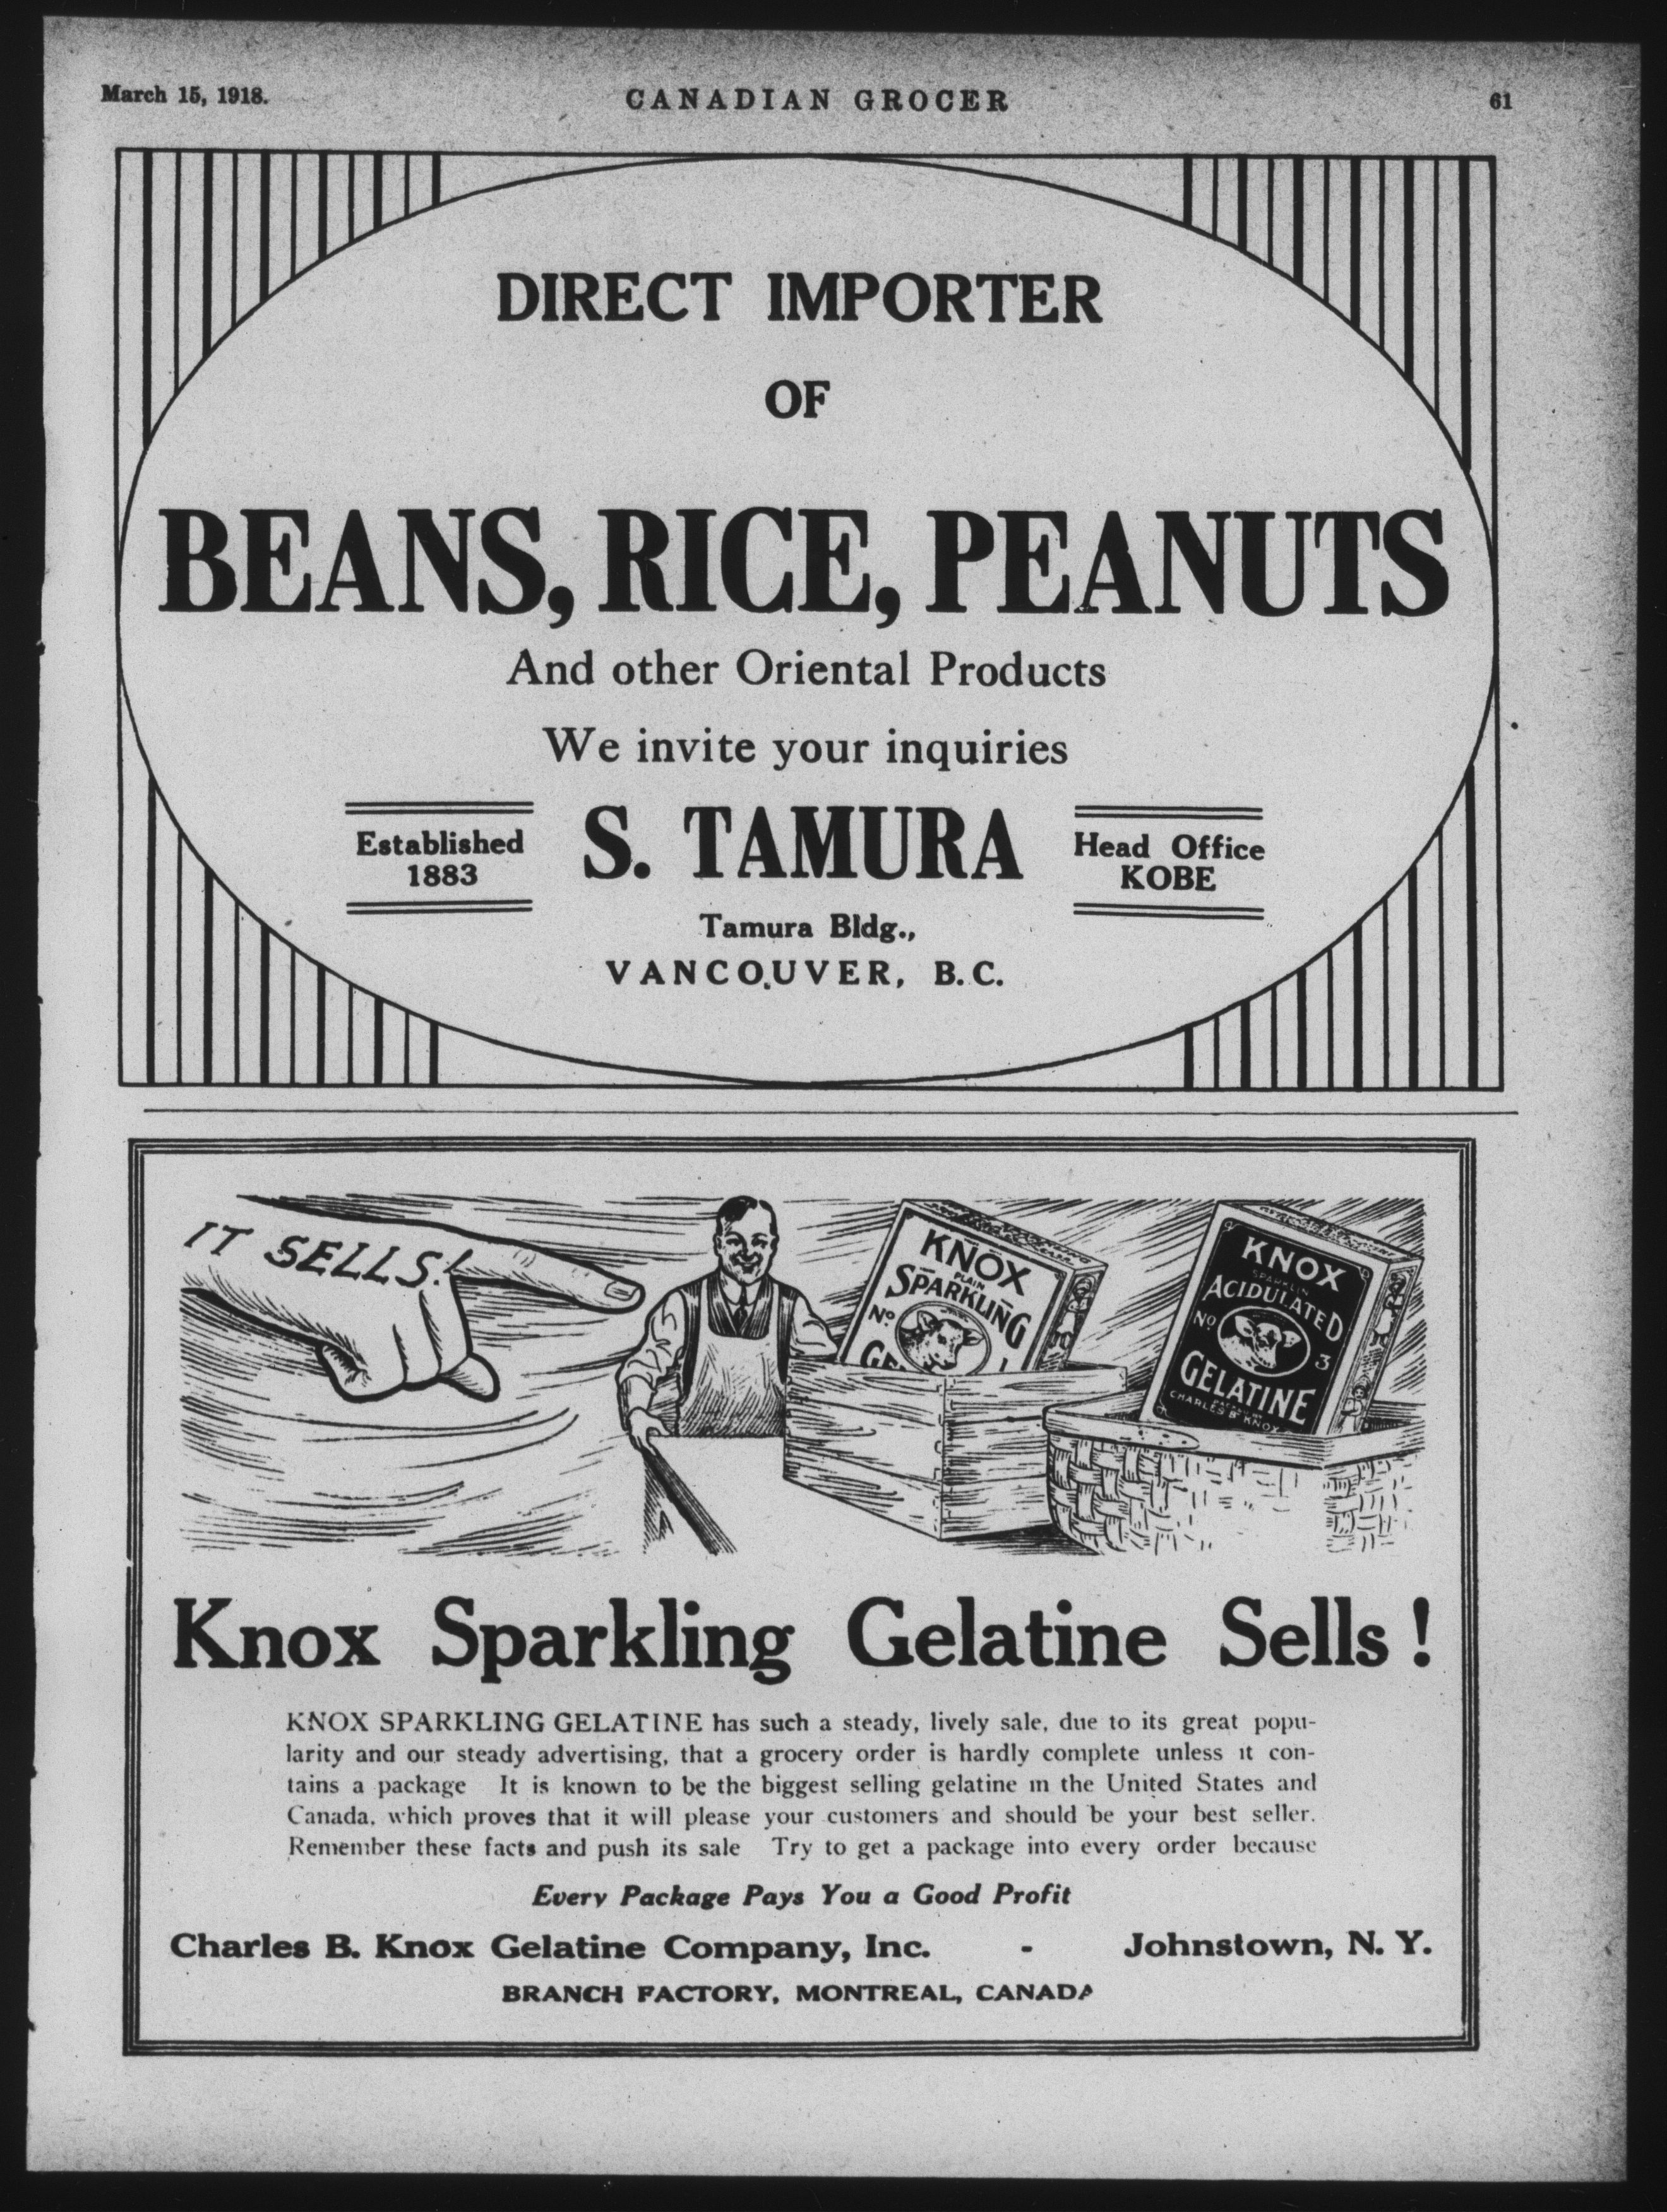 March 15, 1918.
CANADIAN GROCER
61
DIRECT IMPORTER
OF
BEANS, RICE, PEANUTS
And other Oriental Products
We invite your inquiries
Established
1883
S. TAMURA
Head Office
KOBE
Tamura Bldg.,
VANCOUVER, B.C.
IT SELLS!
KNOX
PLAIN
SPARKLING
No
KNOX
SPARKLING
ACIDULATED
No 3
GELATINE
CHARLES B KNOX
Knox Sparkling Gelatine Sells!
KNOX SPARKLING GELATINE has such a steady, lively sale, due to its great popu-
larity and our steady advertising, that a grocery order is hardly complete unless it con-
tains a package It is known to be the biggest selling gelatine in the United States and
Canada, which proves that it will please your customers and should be your best seller.
Remember these facts and push its sale Try to get a package into every order because
Every Package Pays You a Good Profit
Charles B. Knox Gelatine Company, Inc. - Johnstown, N. Y.
BRANCH FACTORY, MONTREAL, CANADA